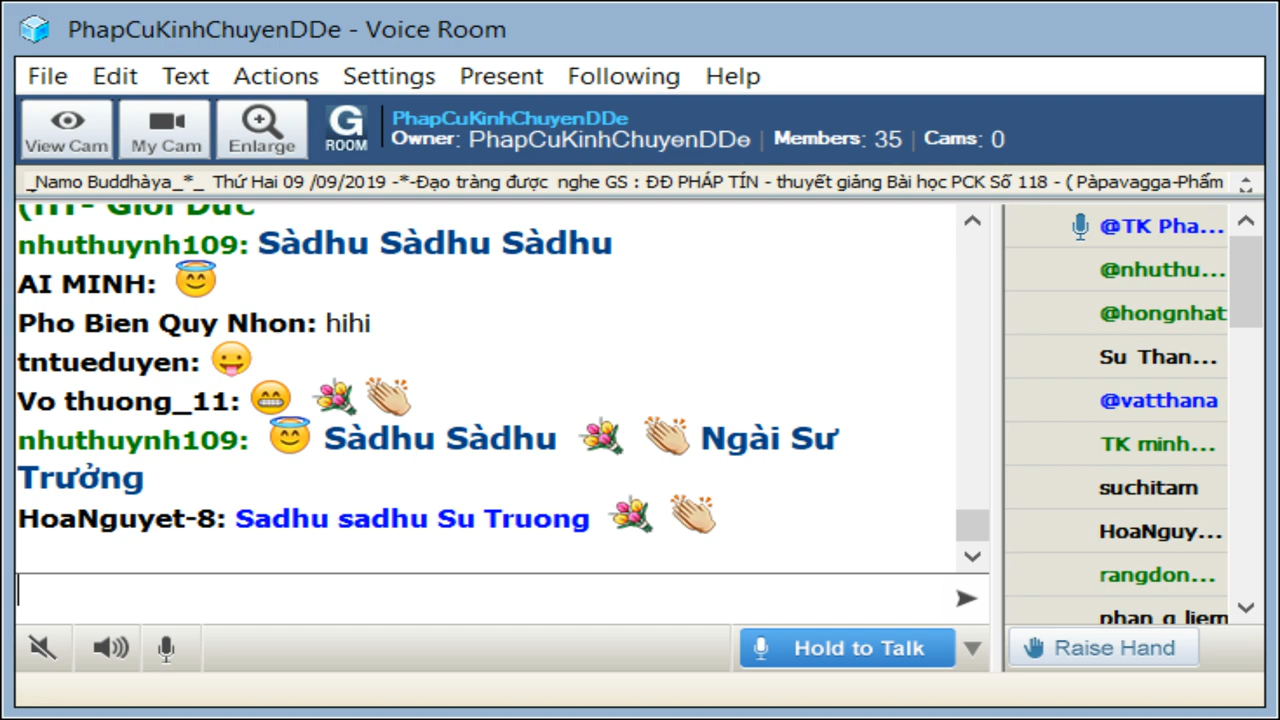 PhapCuKinhChuyenDDe - Voice Room
File Edit Text Actions Settings Present Following Help
View Cam My Cam Enlarge G ROOM
PhapCuKinhChuyenDDe
Owner: PhapCuKinhChuyenDDe | Members: 35 | Cams: 0
_Namo Buddhàya_*_ Thứ Hai 09 /09/2019 -*-Đạo tràng được nghe GS : ĐĐ PHÁP TÍN - thuyết giảng Bài học PCK Số 118 - ( Pàpavagga-Phẩm
nhuthuynh109: Sàdhu Sàdhu Sàdhu
AI MINH:
Pho Bien Quy Nhon: hihi
tntueduyen:
Vo thuong_11:
nhuthuynh109: Sàdhu Sàdhu Ngài Sư
Trưởng
HoaNguyet-8: Sadhu sadhu Su Truong
@TK Pha...
@nhuthu...
@hongnhat
Su Than...
@vatthana
TK minh...
suchitam
HoaNguy...
rangdon...
phan q liem
Hold to Talk
Raise Hand